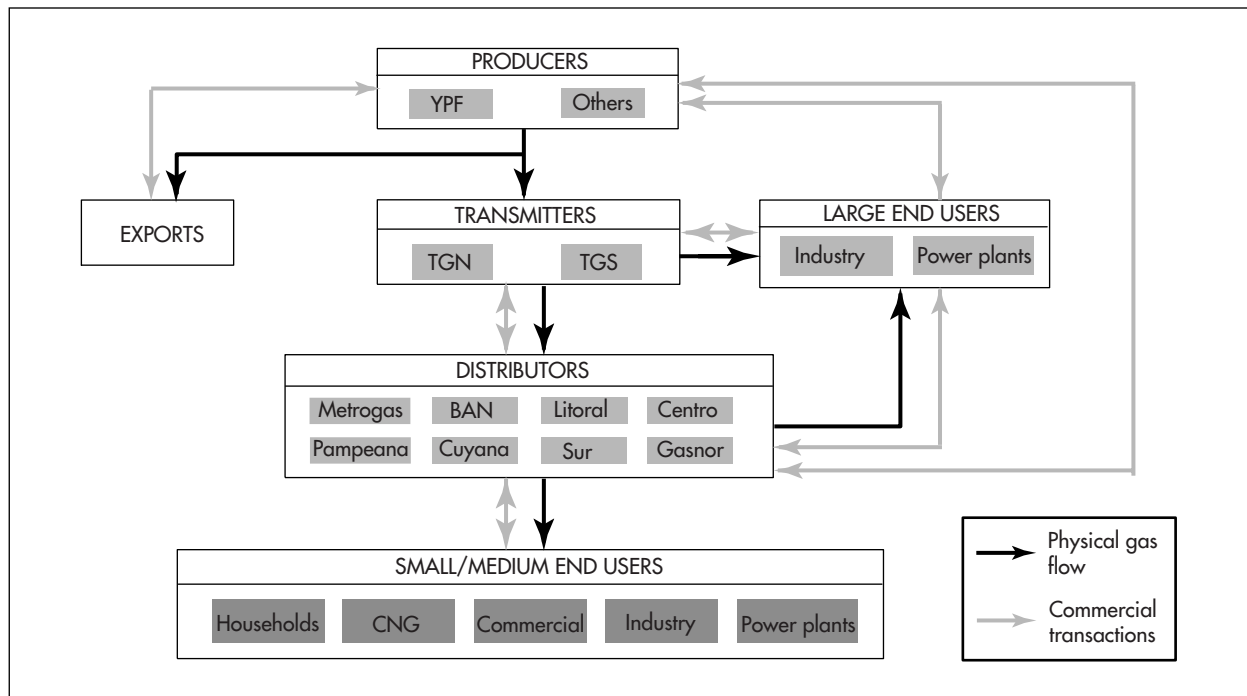 PRODUCERS
YPF
Others
EXPORTS
TRANSMITTERS
TGN
TGS
LARGE END USERS
Industry
Power plants
DISTRIBUTORS
Metrogas
BAN
Litoral
Centro
Pampeana
Cuyana
Sur
Gasnor
SMALL/MEDIUM END USERS
Households
CNG
Commercial
Industry
Power plants
Physical gas
flow
Commercial
transactions